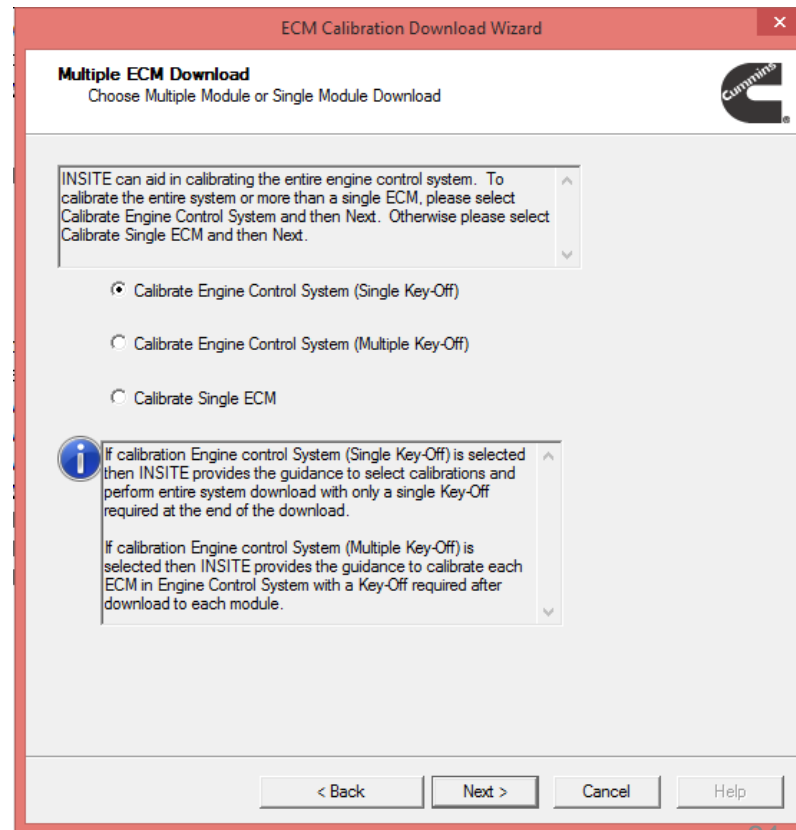 ECM Calibration Download Wizard
Multiple ECM Download
Choose Multiple Module or Single Module Download
Cummins
INSITE can aid in calibrating the entire engine control system. To
calibrate the entire system or more than a single ECM, please select
Calibrate Engine Control System and then Next. Otherwise please select
Calibrate Single ECM and then Next.
Calibrate Engine Control System (Single Key-Off)
Calibrate Engine Control System (Multiple Key-Off)
Calibrate Single ECM
If calibration Engine control System (Single Key-Off) is selected
then INSITE provides the guidance to select calibrations and
perform entire system download with only a single Key-Off
required at the end of the download.
If calibration Engine control System (Multiple Key-Off) is
selected then INSITE provides the guidance to calibrate each
ECM in Engine Control System with a Key-Off required after
download to each module.
< Back
Next >
Cancel
Help